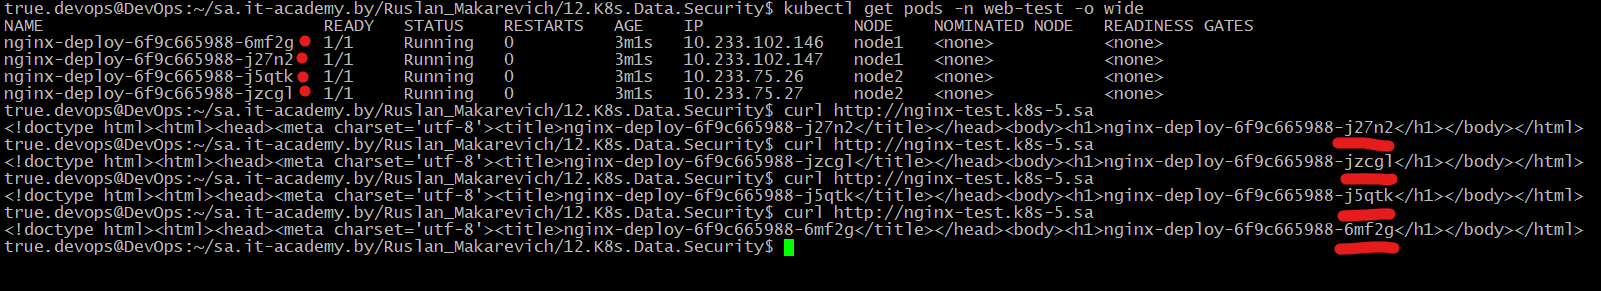 true.devops@DevOps:~/sa.it-academy.by/Ruslan_Makarevich/12.K8s.Data.Security$ kubectl get pods -n web-test -o wide
NAME READY STATUS RESTARTS AGE IP NODE NOMINATED NODE READINESS GATES
nginx-deploy-6f9c665988-6mf2g 1/1 Running 0 3m1s 10.233.102.146 node1 <none> <none>
nginx-deploy-6f9c665988-j27n2 1/1 Running 0 3m1s 10.233.102.147 node1 <none> <none>
nginx-deploy-6f9c665988-j5qtk 1/1 Running 0 3m1s 10.233.75.26 node2 <none> <none>
nginx-deploy-6f9c665988-jzcgl 1/1 Running 0 3m1s 10.233.75.27 node2 <none> <none>
true.devops@DevOps:~/sa.it-academy.by/Ruslan_Makarevich/12.K8s.Data.Security$ curl http://nginx-test.k8s-5.sa
<!doctype html><html><head><meta charset='utf-8'><title>nginx-deploy-6f9c665988-j27n2</title></head><body><h1>nginx-deploy-6f9c665988-j27n2</h1></body></html>
true.devops@DevOps:~/sa.it-academy.by/Ruslan_Makarevich/12.K8s.Data.Security$ curl http://nginx-test.k8s-5.sa
<!doctype html><html><head><meta charset='utf-8'><title>nginx-deploy-6f9c665988-jzcgl</title></head><body><h1>nginx-deploy-6f9c665988-jzcgl</h1></body></html>
true.devops@DevOps:~/sa.it-academy.by/Ruslan_Makarevich/12.K8s.Data.Security$ curl http://nginx-test.k8s-5.sa
<!doctype html><html><head><meta charset='utf-8'><title>nginx-deploy-6f9c665988-j5qtk</title></head><body><h1>nginx-deploy-6f9c665988-j5qtk</h1></body></html>
true.devops@DevOps:~/sa.it-academy.by/Ruslan_Makarevich/12.K8s.Data.Security$ curl http://nginx-test.k8s-5.sa
<!doctype html><html><head><meta charset='utf-8'><title>nginx-deploy-6f9c665988-6mf2g</title></head><body><h1>nginx-deploy-6f9c665988-6mf2g</h1></body></html>
true.devops@DevOps:~/sa.it-academy.by/Ruslan_Makarevich/12.K8s.Data.Security$